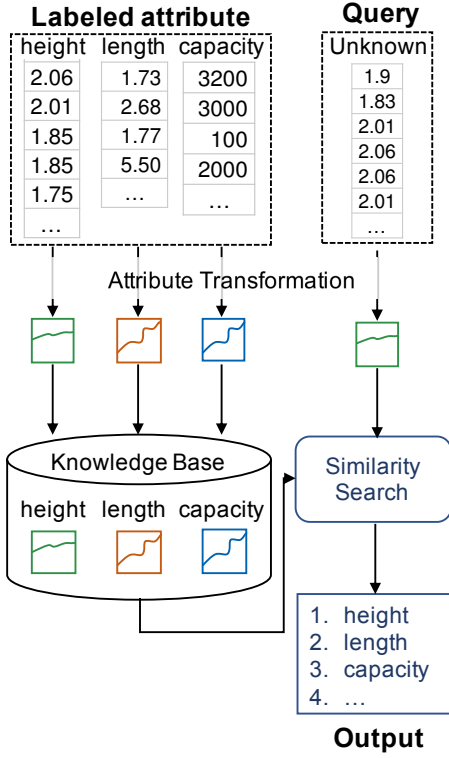 Labeled attribute
height length capacity
2.06 1.73 3200
2.01 2.68 3000
1.85 1.77 100
1.85 5.50 2000
1.75 … …
…
Query
Unknown
1.9
1.83
2.01
2.06
2.06
2.01
…
Attribute Transformation
Knowledge Base
height length capacity
Similarity
Search
1. height
2. length
3. capacity
4. …
Output